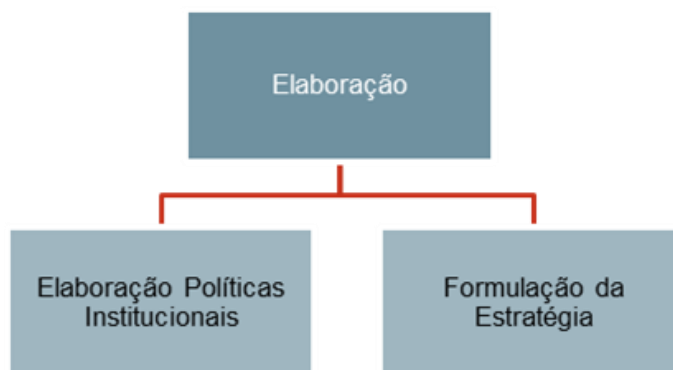 Elaboração
Elaboração Políticas
Institucionais
Formulação da
Estratégia